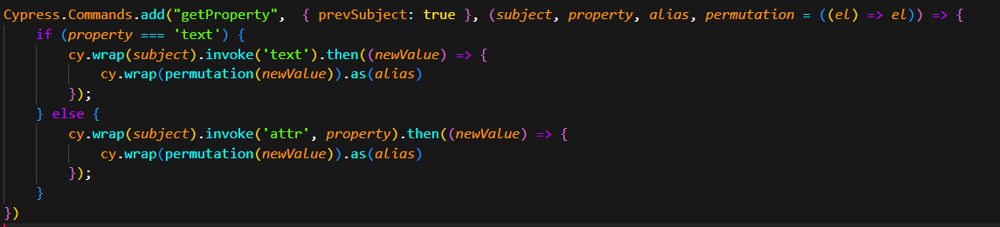 Cypress.Commands.add("getProperty",  { prevSubject: true }, (subject, property, alias, permutation = ((el) => el)) => {
    if (property === 'text') {
        cy.wrap(subject).invoke('text').then((newValue) => {
            cy.wrap(permutation(newValue)).as(alias)
        });
    } else {
        cy.wrap(subject).invoke('attr', property).then((newValue) => {
            cy.wrap(permutation(newValue)).as(alias)
        });
    }
})